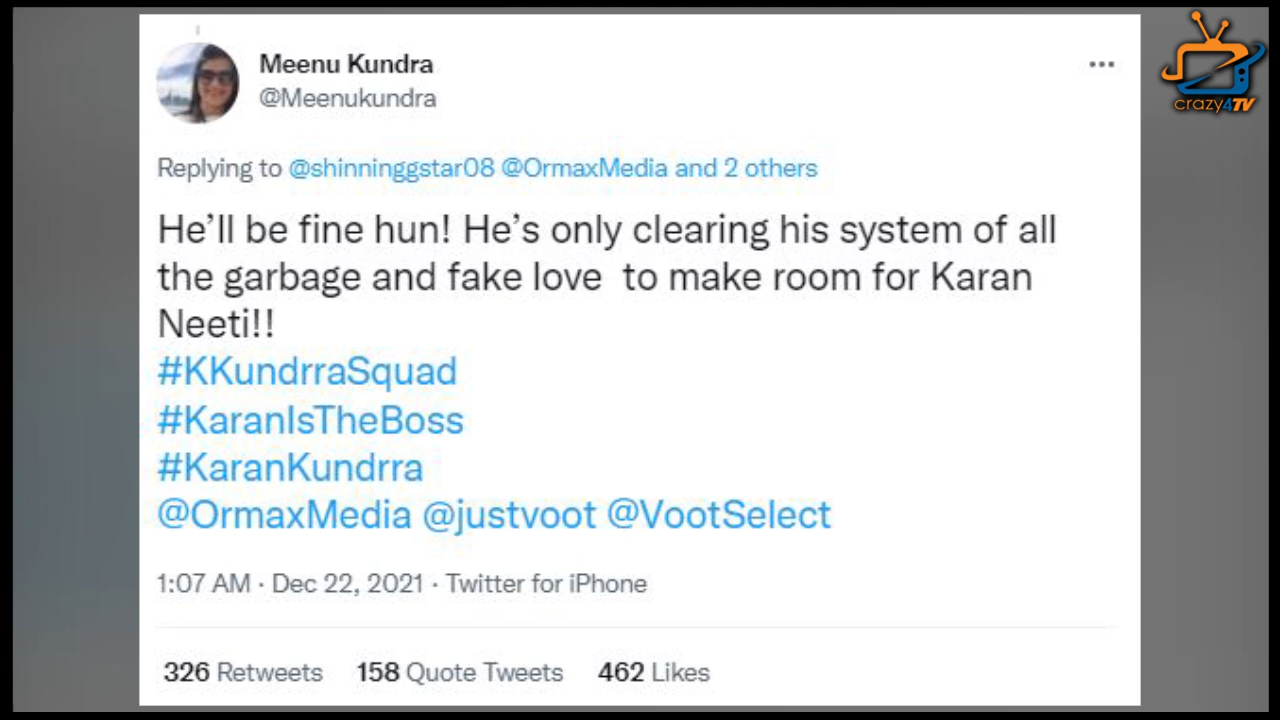 Meenu Kundra
@Meenukundra
Replying to @shinninggstar08 @OrmaxMedia and 2 others
He’ll be fine hun! He’s only clearing his system of all
the garbage and fake love  to make room for Karan
Neeti!!
#KKundrraSquad
#KaranIsTheBoss
#KaranKundrra
@OrmaxMedia @justvoot @VootSelect
1:07 AM · Dec 22, 2021 · Twitter for iPhone
326 Retweets 158 Quote Tweets 462 Likes
crazy4TV